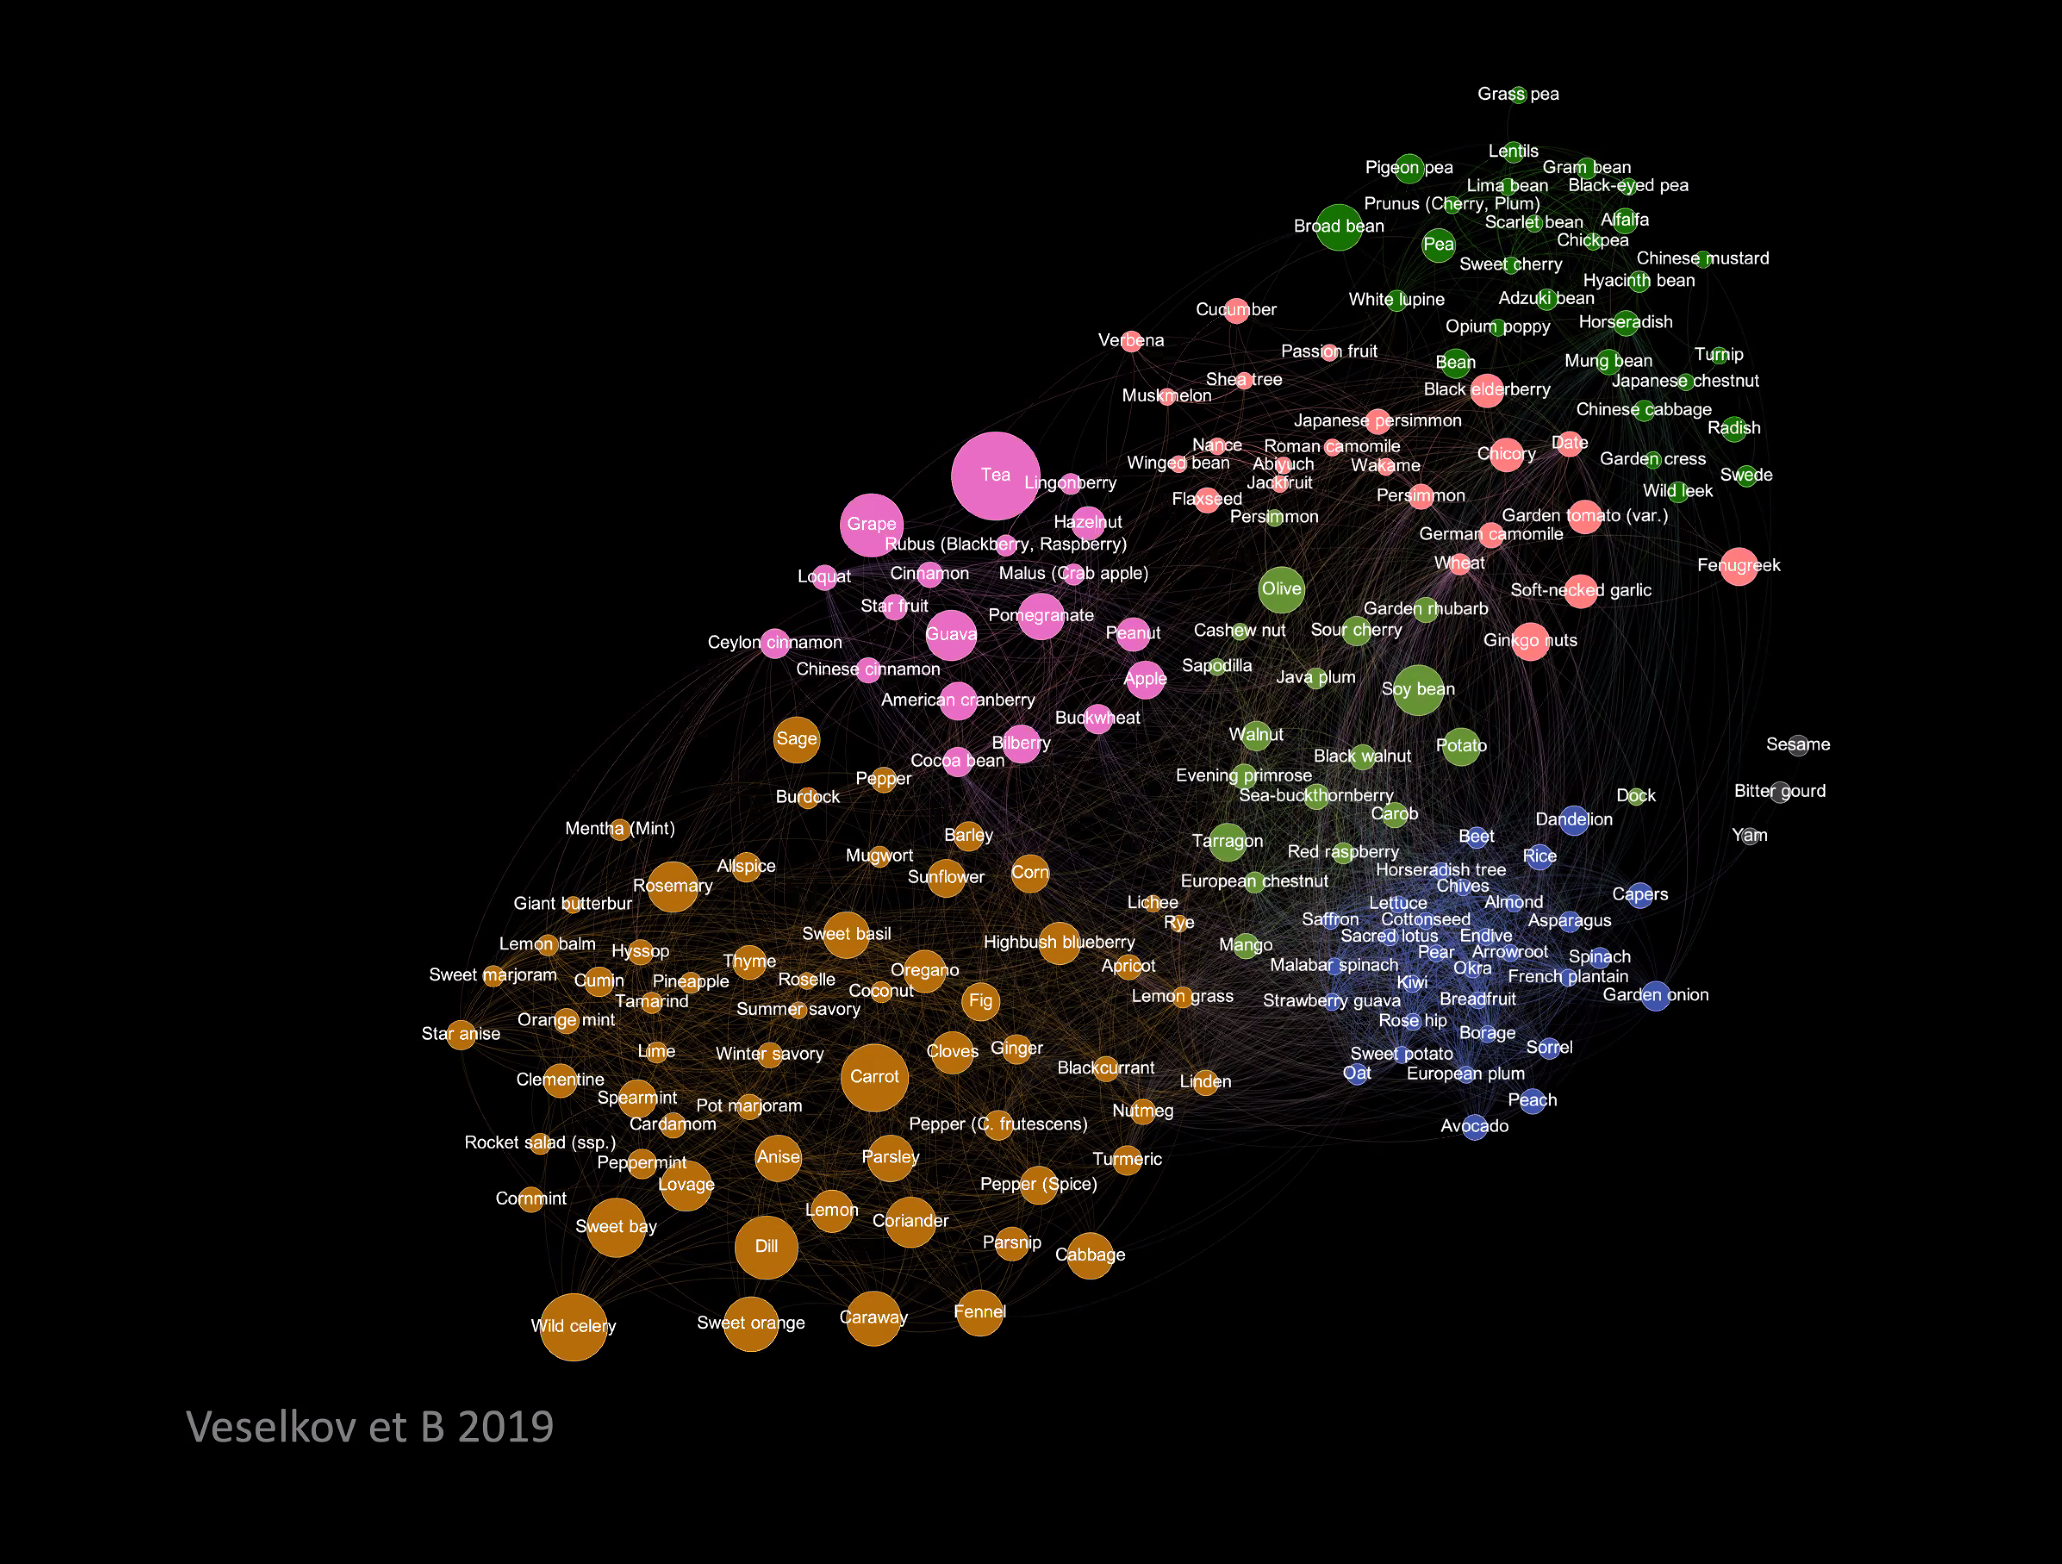 Grass pea
Lentils
Pigeon pea
Gram bean
Lima bean
Black-eyed pea
Prunus (Cherry, Plum)
Scarlet bean
Alfalfa
Broad bean
Chickpea
Pea
Chinese mustard
Sweet cherry
Hyacinth bean
White lupine
Adzuki bean
Cucumber
Opium poppy
Horseradish
Verbena
Passion fruit
Bean
Mung bean
Turnip
Shea tree
Japanese chestnut
Muskmelon
Black elderberry
Chinese cabbage
Japanese persimmon
Radish
Nance
Roman camomile
Date
Chicory
Winged bean
Abiyuch
Wakame
Garden cress
Tea
Lingonberry
Jackfruit
Swede
Flaxseed
Persimmon
Wild leek
Persimmon
Garden tomato (var.)
Grape
Hazelnut
German camomile
Rubus (Blackberry, Raspberry)
Wheat
Fenugreek
Loquat
Cinnamon
Malus (Crab apple)
Olive
Soft-necked garlic
Star fruit
Pomegranate
Garden rhubarb
Guava
Peanut
Cashew nut
Sour cherry
Ginkgo nuts
Ceylon cinnamon
Chinese cinnamon
Sapodilla
Apple
Java plum
Soy bean
American cranberry
Buckwheat
Sage
Bilberry
Walnut
Potato
Sesame
Cocoa bean
Black walnut
Pepper
Evening primrose
Burdock
Sea-buckthornberry
Dock
Bitter gourd
Carob
Dandelion
Mentha (Mint)
Barley
Tarragon
Beet
Yam
Mugwort
Red raspberry
Rice
Allspice
Sunflower
Corn
Horseradish tree
Rosemary
European chestnut
Chives
Capers
Giant butterbur
Lichee
Lettuce
Almond
Rye
Saffron
Cottonseed
Asparagus
Sweet basil
Sacred lotus
Endive
Lemon balm
Highbush blueberry
Mango
Hyssop
Pear
Arrowroot
Spinach
Thyme
Oregano
Apricot
Malabar spinach
Okra
Sweet marjoram
Cumin
Pineapple
Roselle
French plantain
Kiwi
Coconut
Tamarind
Fig
Lemon grass
Strawberry guava
Breadfruit
Garden onion
Summer savory
Orange mint
Rose hip
Star anise
Borage
Lime
Winter savory
Cloves
Ginger
Sweet potato
Sorrel
Clementine
Carrot
Blackcurrant
Linden
Oat
European plum
Spearmint
Pot marjoram
Nutmeg
Peach
Cardamom
Pepper (C. frutescens)
Avocado
Rocket salad (ssp.)
Peppermint
Anise
Parsley
Turmeric
Lovage
Pepper (Spice)
Cornmint
Lemon
Sweet bay
Coriander
Dill
Parsnip
Cabbage
Wild celery
Sweet orange
Caraway
Fennel
Veselkov et B 2019